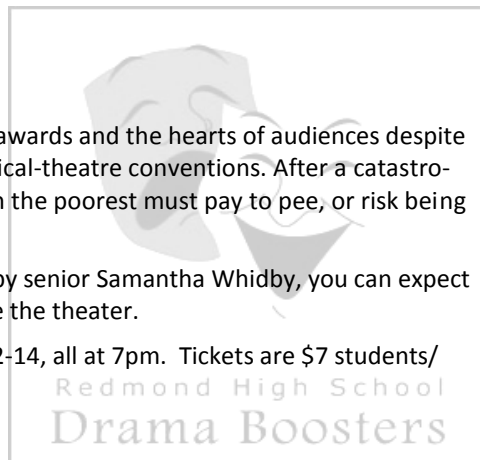 awards and the hearts of audiences despite
ical-theatre conventions. After a catastro-
n the poorest must pay to pee, or risk being
by senior Samantha Whidby, you can expect
e the theater.
2-14, all at 7pm. Tickets are $7 students/
Redmond High School
Drama Boosters